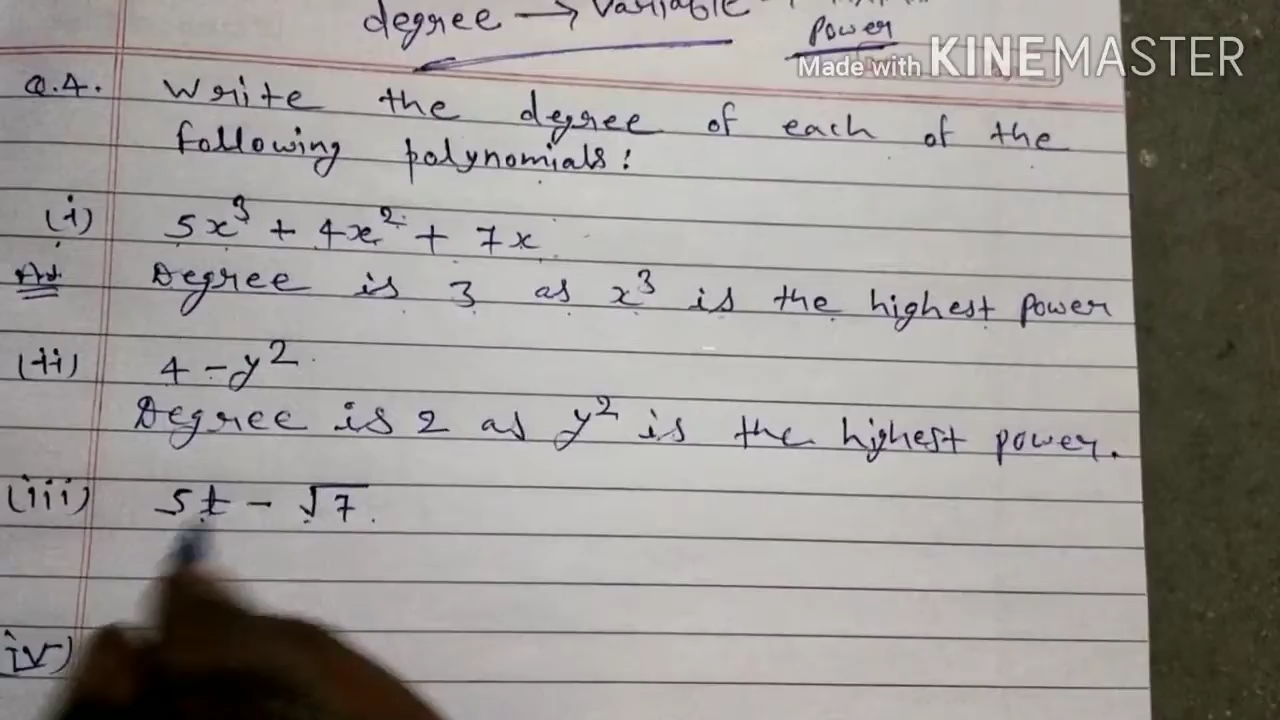 degree → variable
power
Made with KINEMASTER
Q.4. Write the degree of each of the
following polynomials:
(i) 5x³ + 4x² + 7x
Degree is 3 as x³ is the highest power
(ii) 4 - y²
Degree is 2 as y² is the highest power.
(iii) 5t - √7
iv)